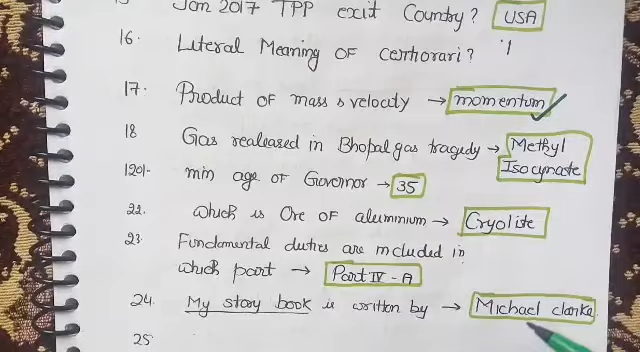 Jan 2017 TPP exit Country? USA
16. Literal Meaning OF certiorari?
17. Product OF mass & velocity → momentum
18 Gas realeased in Bhopal gas tragedy → Methyl
Isocynate
min age OF Governor → 35
22. which is Ore OF aluminium → Cryolite
23. Fundamental duties are included in
which part → Part IV - A
24. My story book is written by → Michael clarke
25